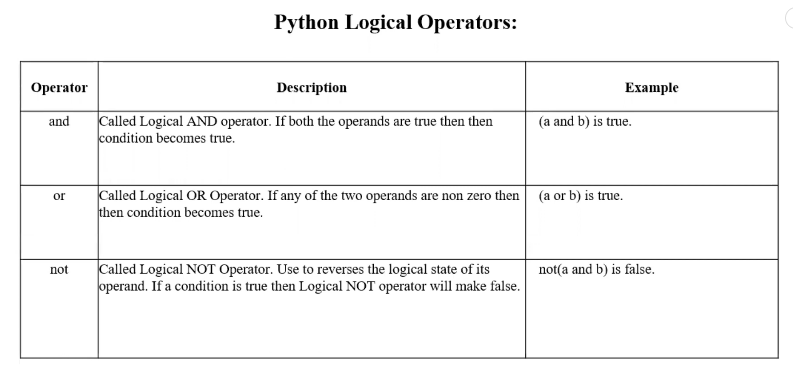 Python Logical Operators:
Operator Description Example
and Called Logical AND operator. If both the operands are true then then (a and b) is true.
condition becomes true.
or Called Logical OR Operator. If any of the two operands are non zero then (a or b) is true.
then condition becomes true.
not Called Logical NOT Operator. Use to reverses the logical state of its not(a and b) is false.
operand. If a condition is true then Logical NOT operator will make false.